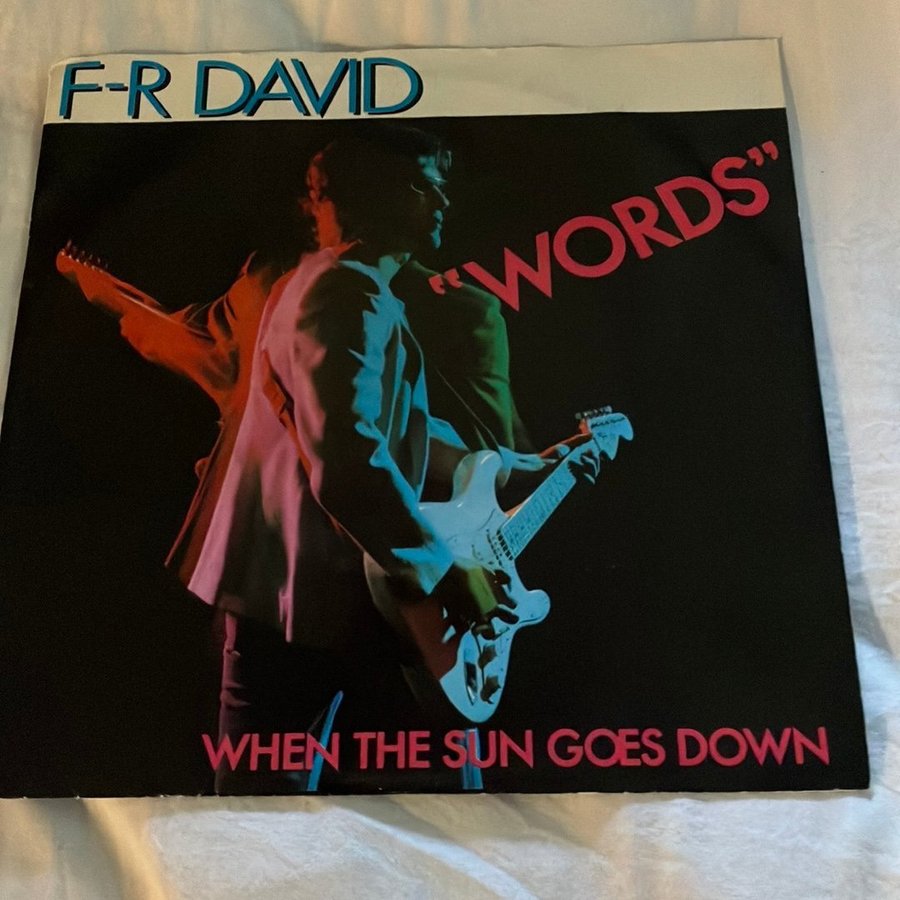 F-R DAVID
“WORDS”
WHEN THE SUN GOES DOWN